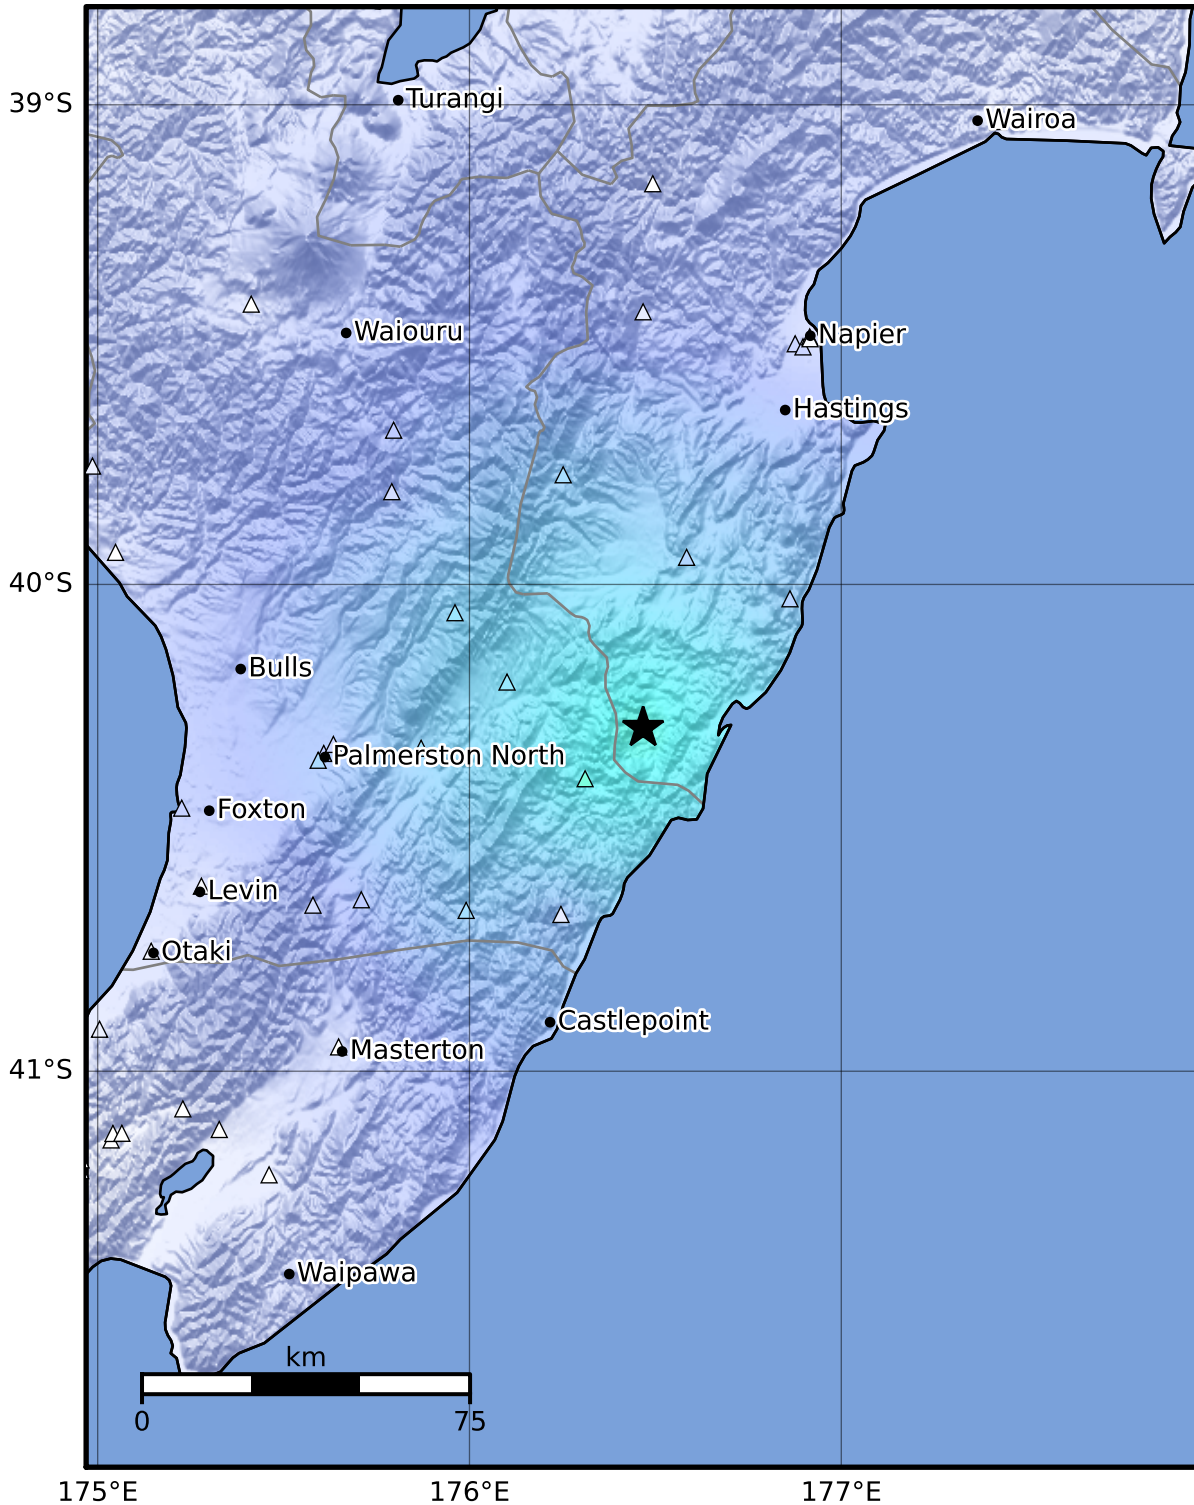 39°S
Turangi
Wairoa
Waiouru
Napier
Hastings
40°S
Bulls
Palmerston North
Foxton
Levin
Otaki
Castlepoint
Masterton
41°S
Waipawa
km
0 75
175°E 176°E 177°E